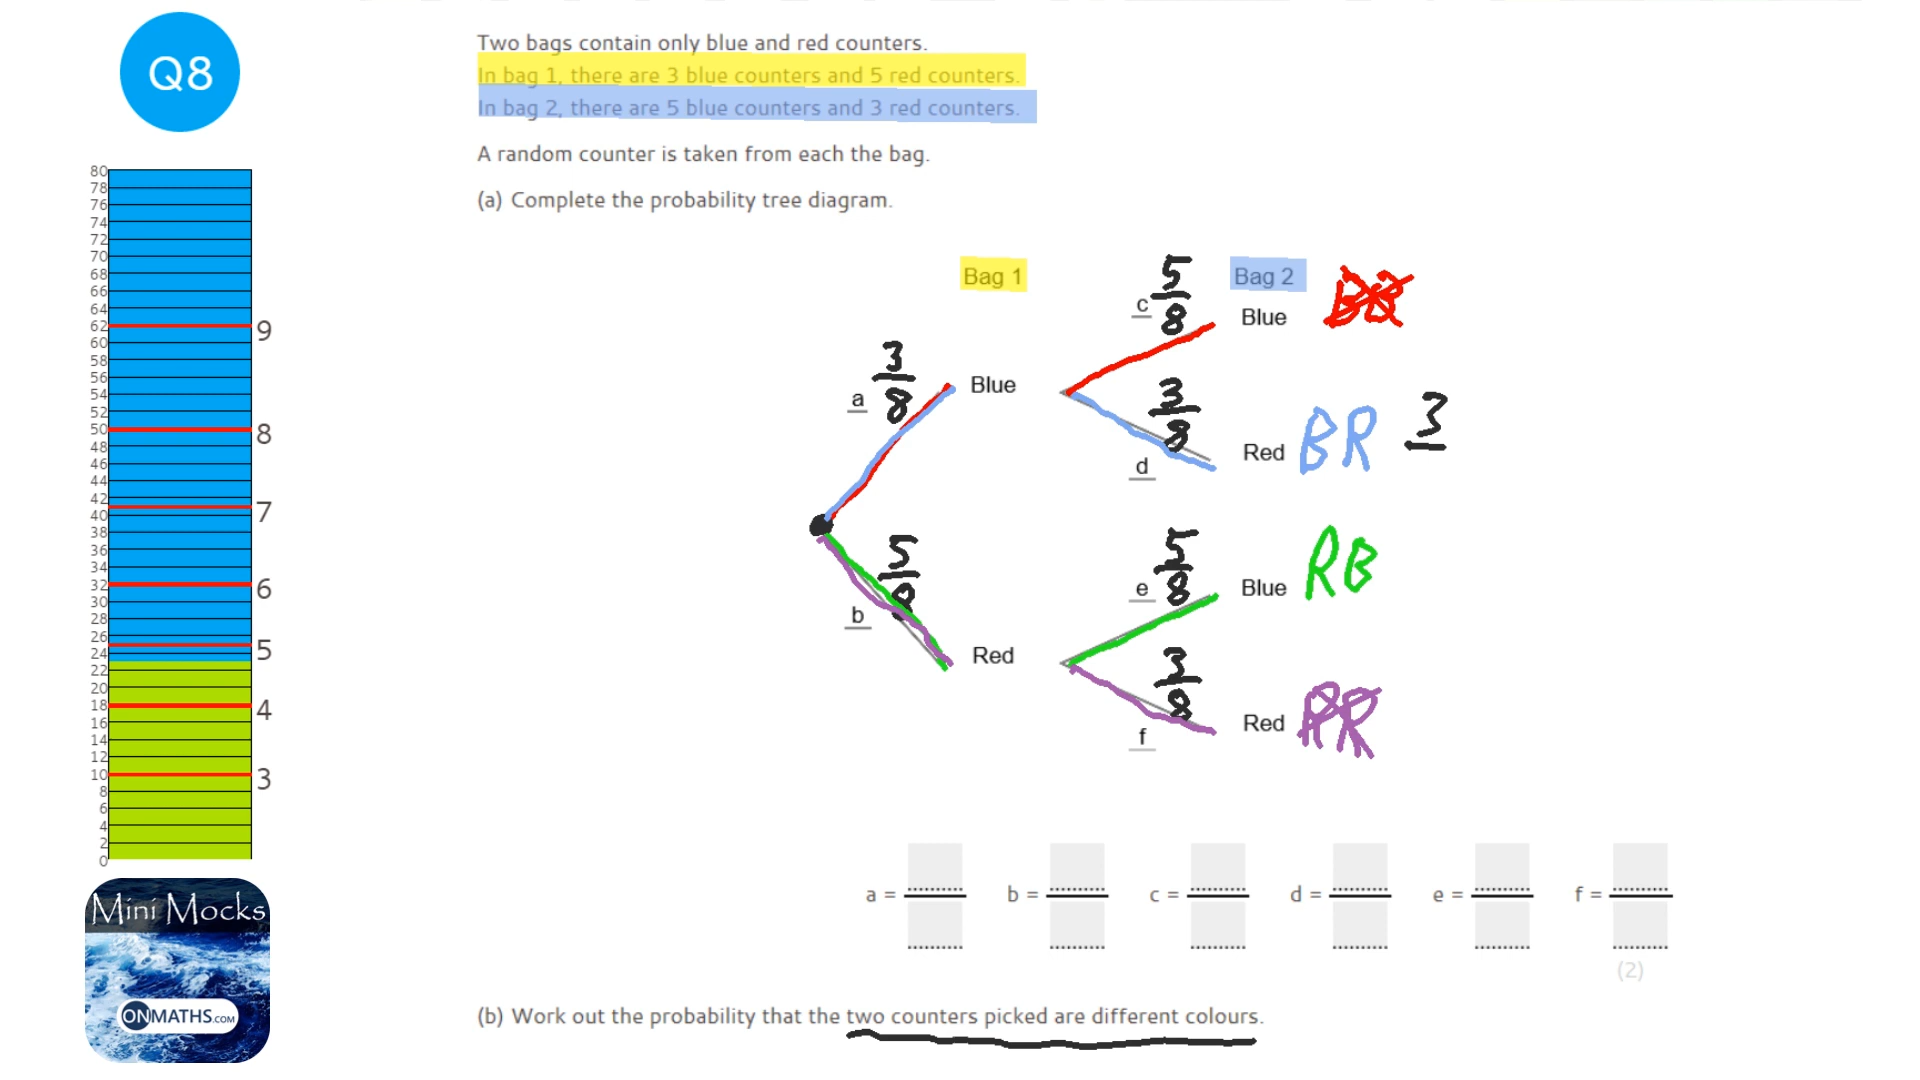 Q8
Two bags contain only blue and red counters.
In bag 1, there are 3 blue counters and 5 red counters.
In bag 2, there are 5 blue counters and 3 red counters.
A random counter is taken from each the bag.
(a) Complete the probability tree diagram.
80
78
76
74
72
70
68
66
64
62
60
58
56
54
52
50
48
46
44
42
40
38
36
34
32
30
28
26
24
22
20
18
16
14
12
10
8
6
4
2
0
9
8
7
6
5
4
3
Bag 1
Bag 2
c 5/8
Blue
a 3/8
Blue
3/8
d
Red BR 3
5/8
b
Red
e 5/8
Blue RB
3/8
f
Red RR
a = b = c = d = e = f =
(2)
(b) Work out the probability that the two counters picked are different colours.
Mini Mocks
ONMATHS.COM